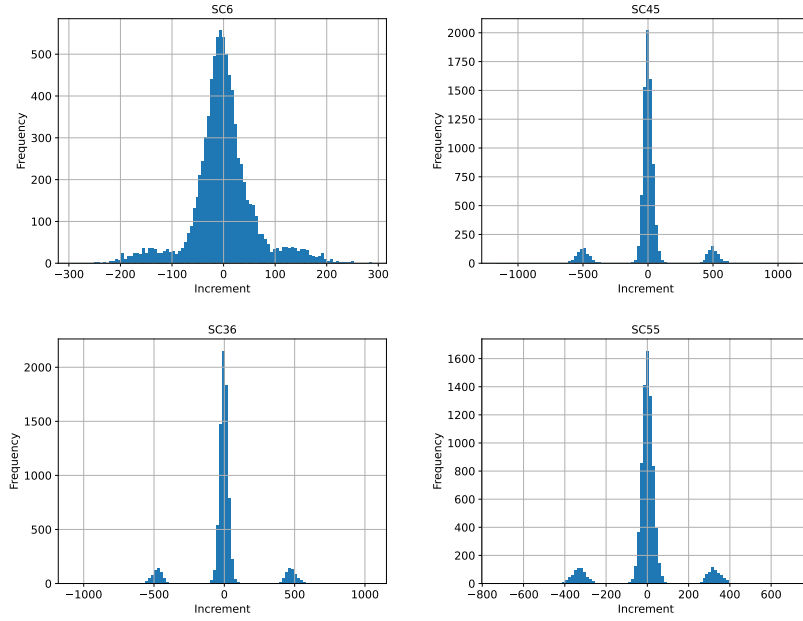 SC6
500
400
300
200
100
0
Frequency
−300 −200 −100 0 100 200 300
Increment
SC45
2000
1750
1500
1250
1000
750
500
250
0
Frequency
−1000 −500 0 500 1000
Increment
SC36
2000
1500
1000
500
0
Frequency
−1000 −500 0 500 1000
Increment
SC55
1600
1400
1200
1000
800
600
400
200
0
Frequency
−800 −600 −400 −200 0 200 400 600
Increment